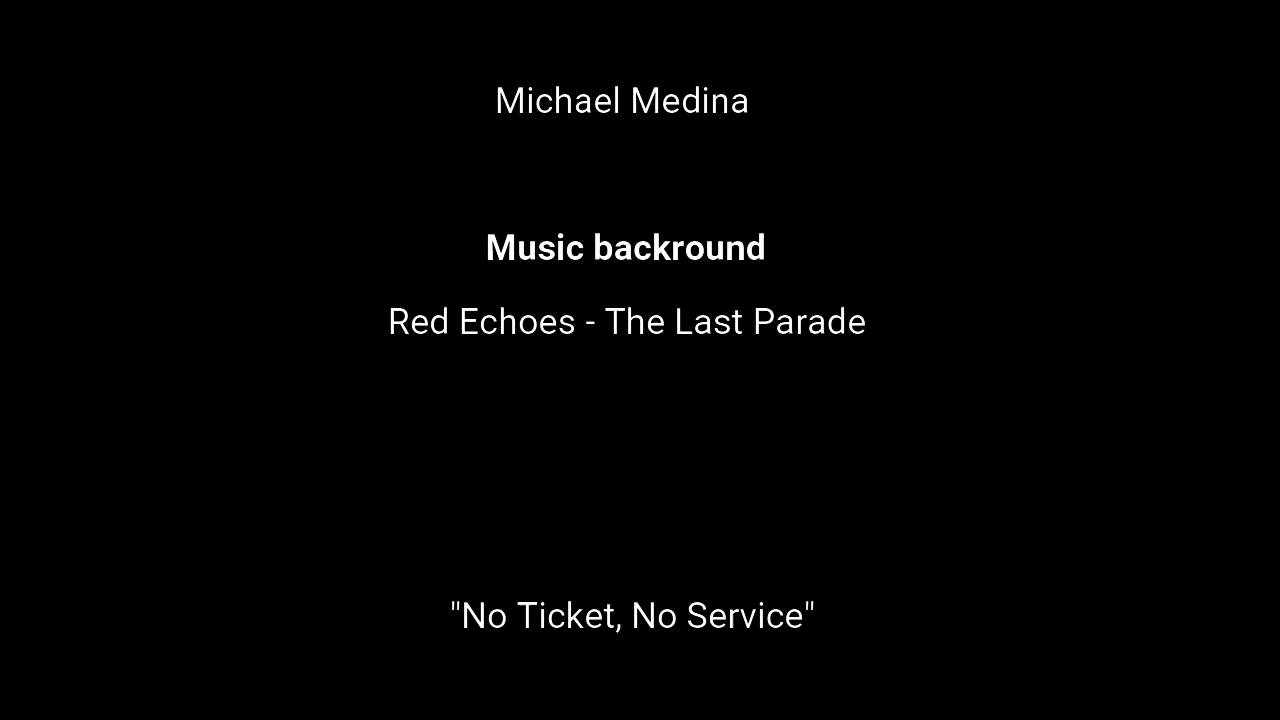 Michael Medina
Music backround
Red Echoes - The Last Parade
"No Ticket, No Service"